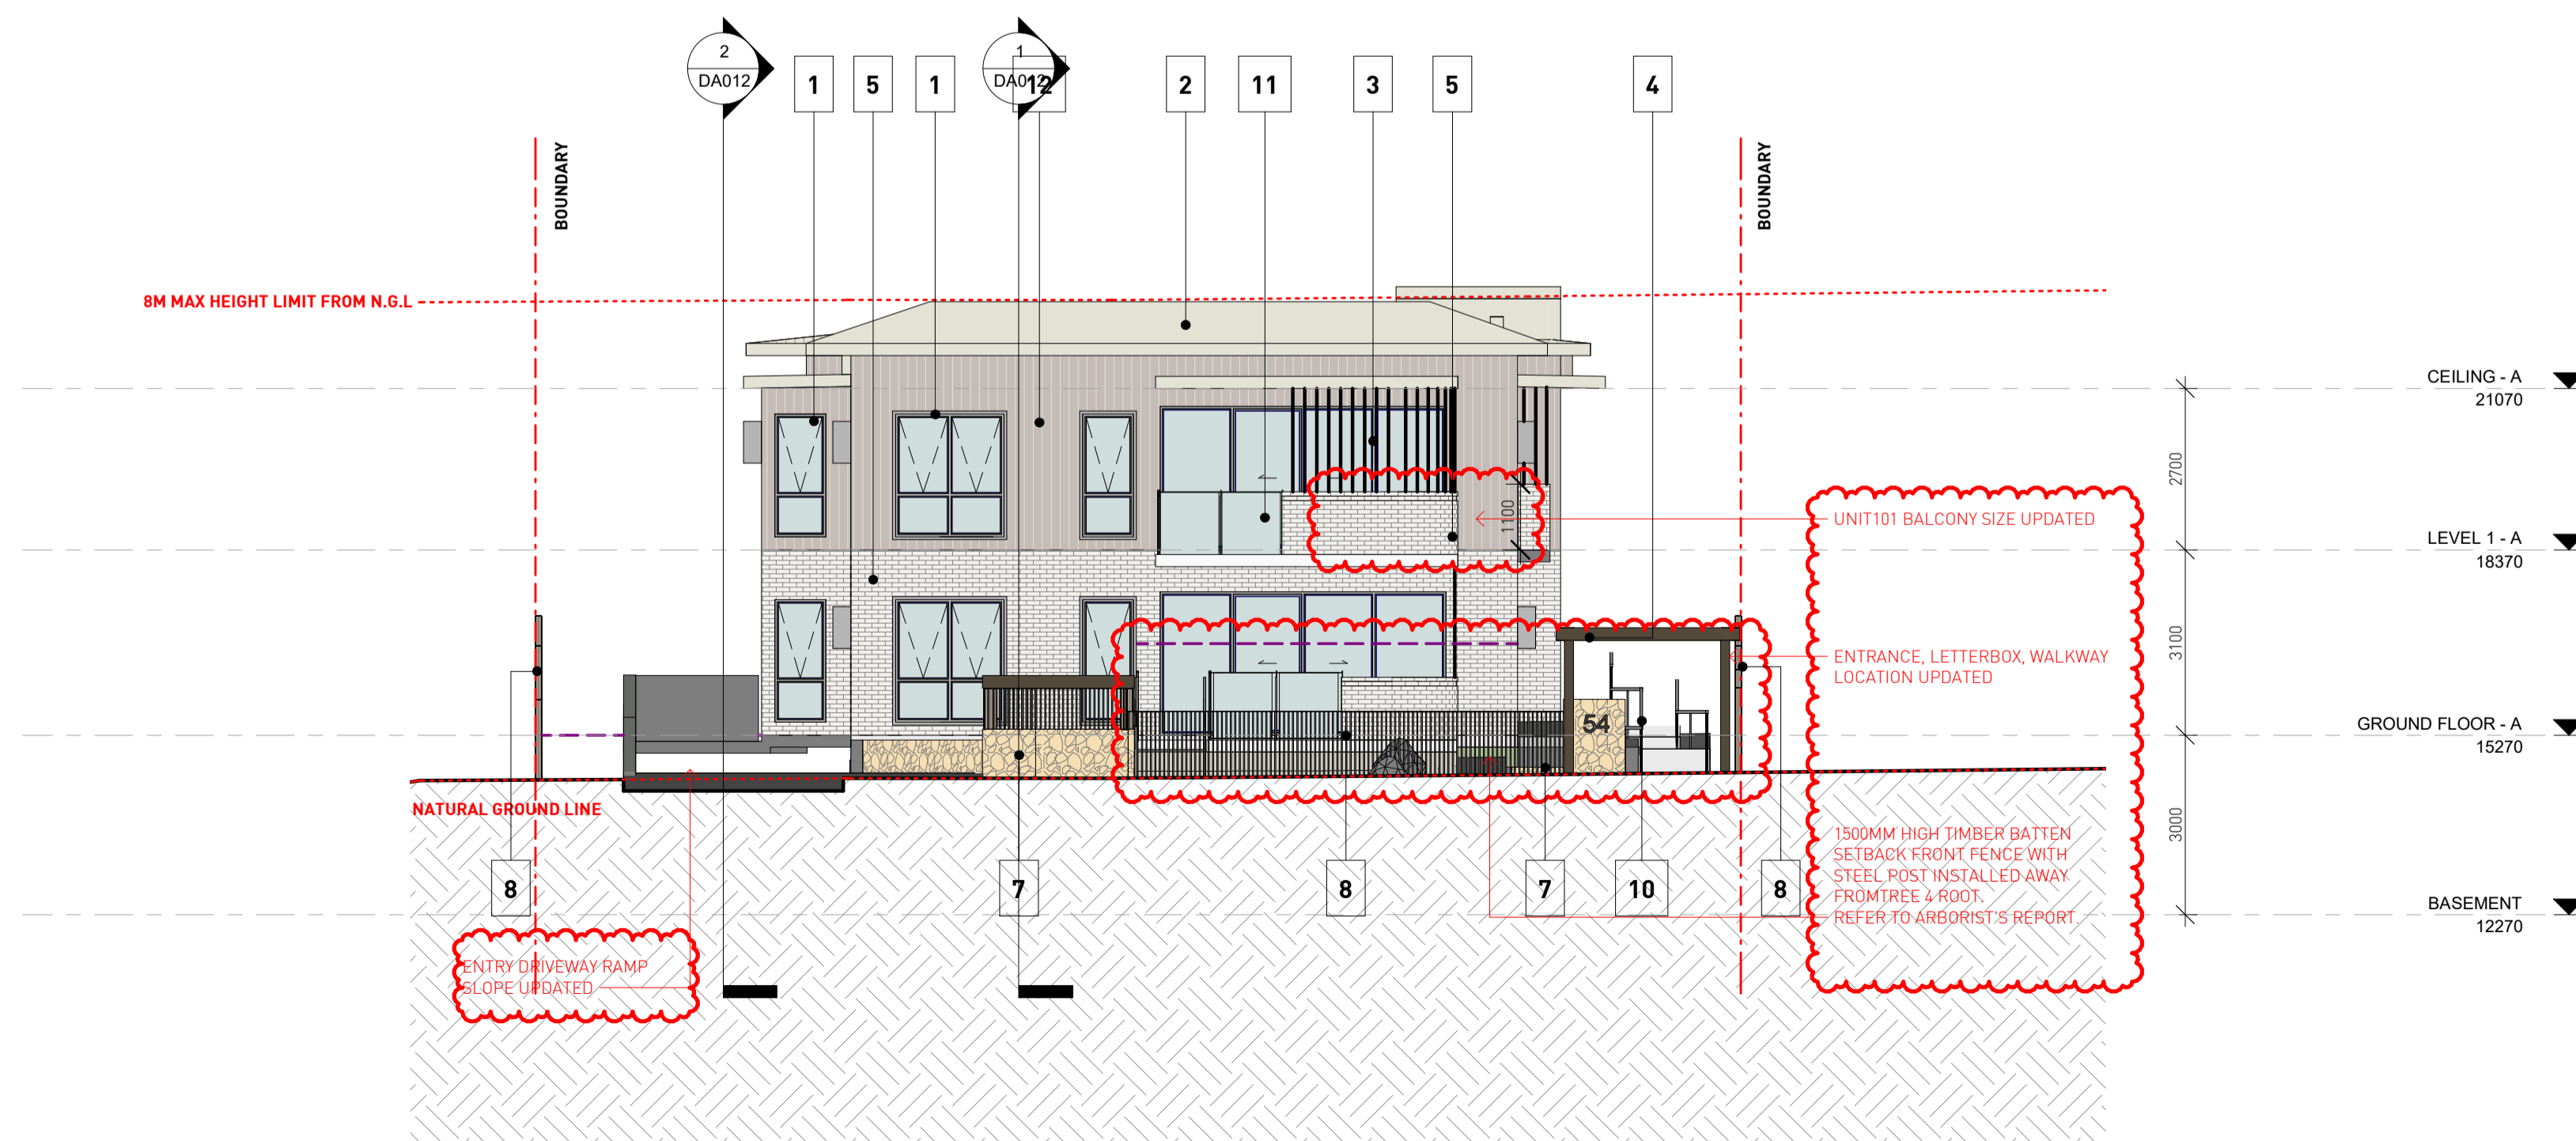 2
DA012
1
5
1
1
DA012
12
2
11
3
5
4
BOUNDARY
BOUNDARY
8M MAX HEIGHT LIMIT FROM N.G.L
CEILING - A
21070
2700
1100
UNIT101 BALCONY SIZE UPDATED
LEVEL 1 - A
18370
3100
ENTRANCE, LETTERBOX, WALKWAY
LOCATION UPDATED
54
GROUND FLOOR - A
15270
NATURAL GROUND LINE
3000
1500MM HIGH TIMBER BATTEN
SETBACK FRONT FENCE WITH
STEEL POST INSTALLED AWAY
FROMTREE 4 ROOT.
REFER TO ARBORIST'S REPORT.
8
7
8
7
10
8
BASEMENT
12270
ENTRY DRIVEWAY RAMP
SLOPE UPDATED